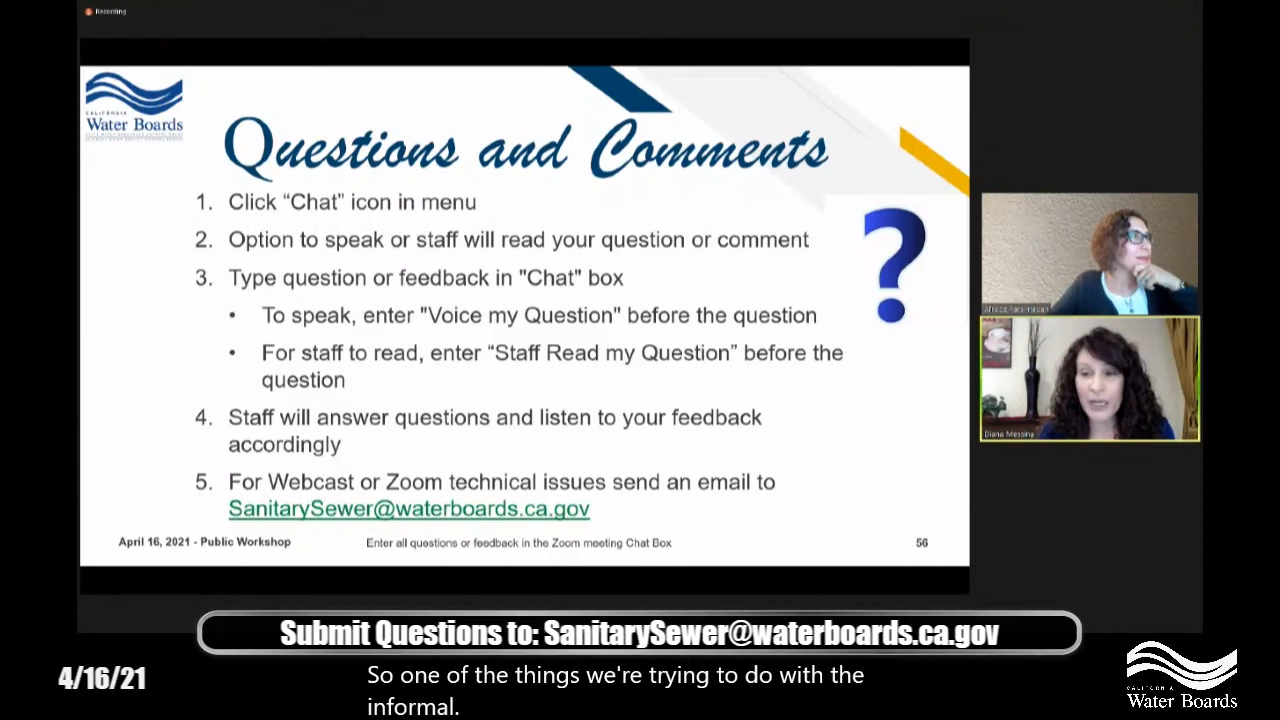 Recording
CALIFORNIA
Water Boards
Questions and Comments
1. Click “Chat” icon in menu
2. Option to speak or staff will read your question or comment
3. Type question or feedback in "Chat" box
• To speak, enter "Voice my Question" before the question
• For staff to read, enter “Staff Read my Question” before the
question
4. Staff will answer questions and listen to your feedback
accordingly
5. For Webcast or Zoom technical issues send an email to
SanitarySewer@waterboards.ca.gov
April 16, 2021 - Public Workshop
Enter all questions or feedback in the Zoom meeting Chat Box
56
?
Diana Messina
Submit Questions to: SanitarySewer@waterboards.ca.gov
4/16/21
So one of the things we're trying to do with the
informal.
CALIFORNIA
Water Boards